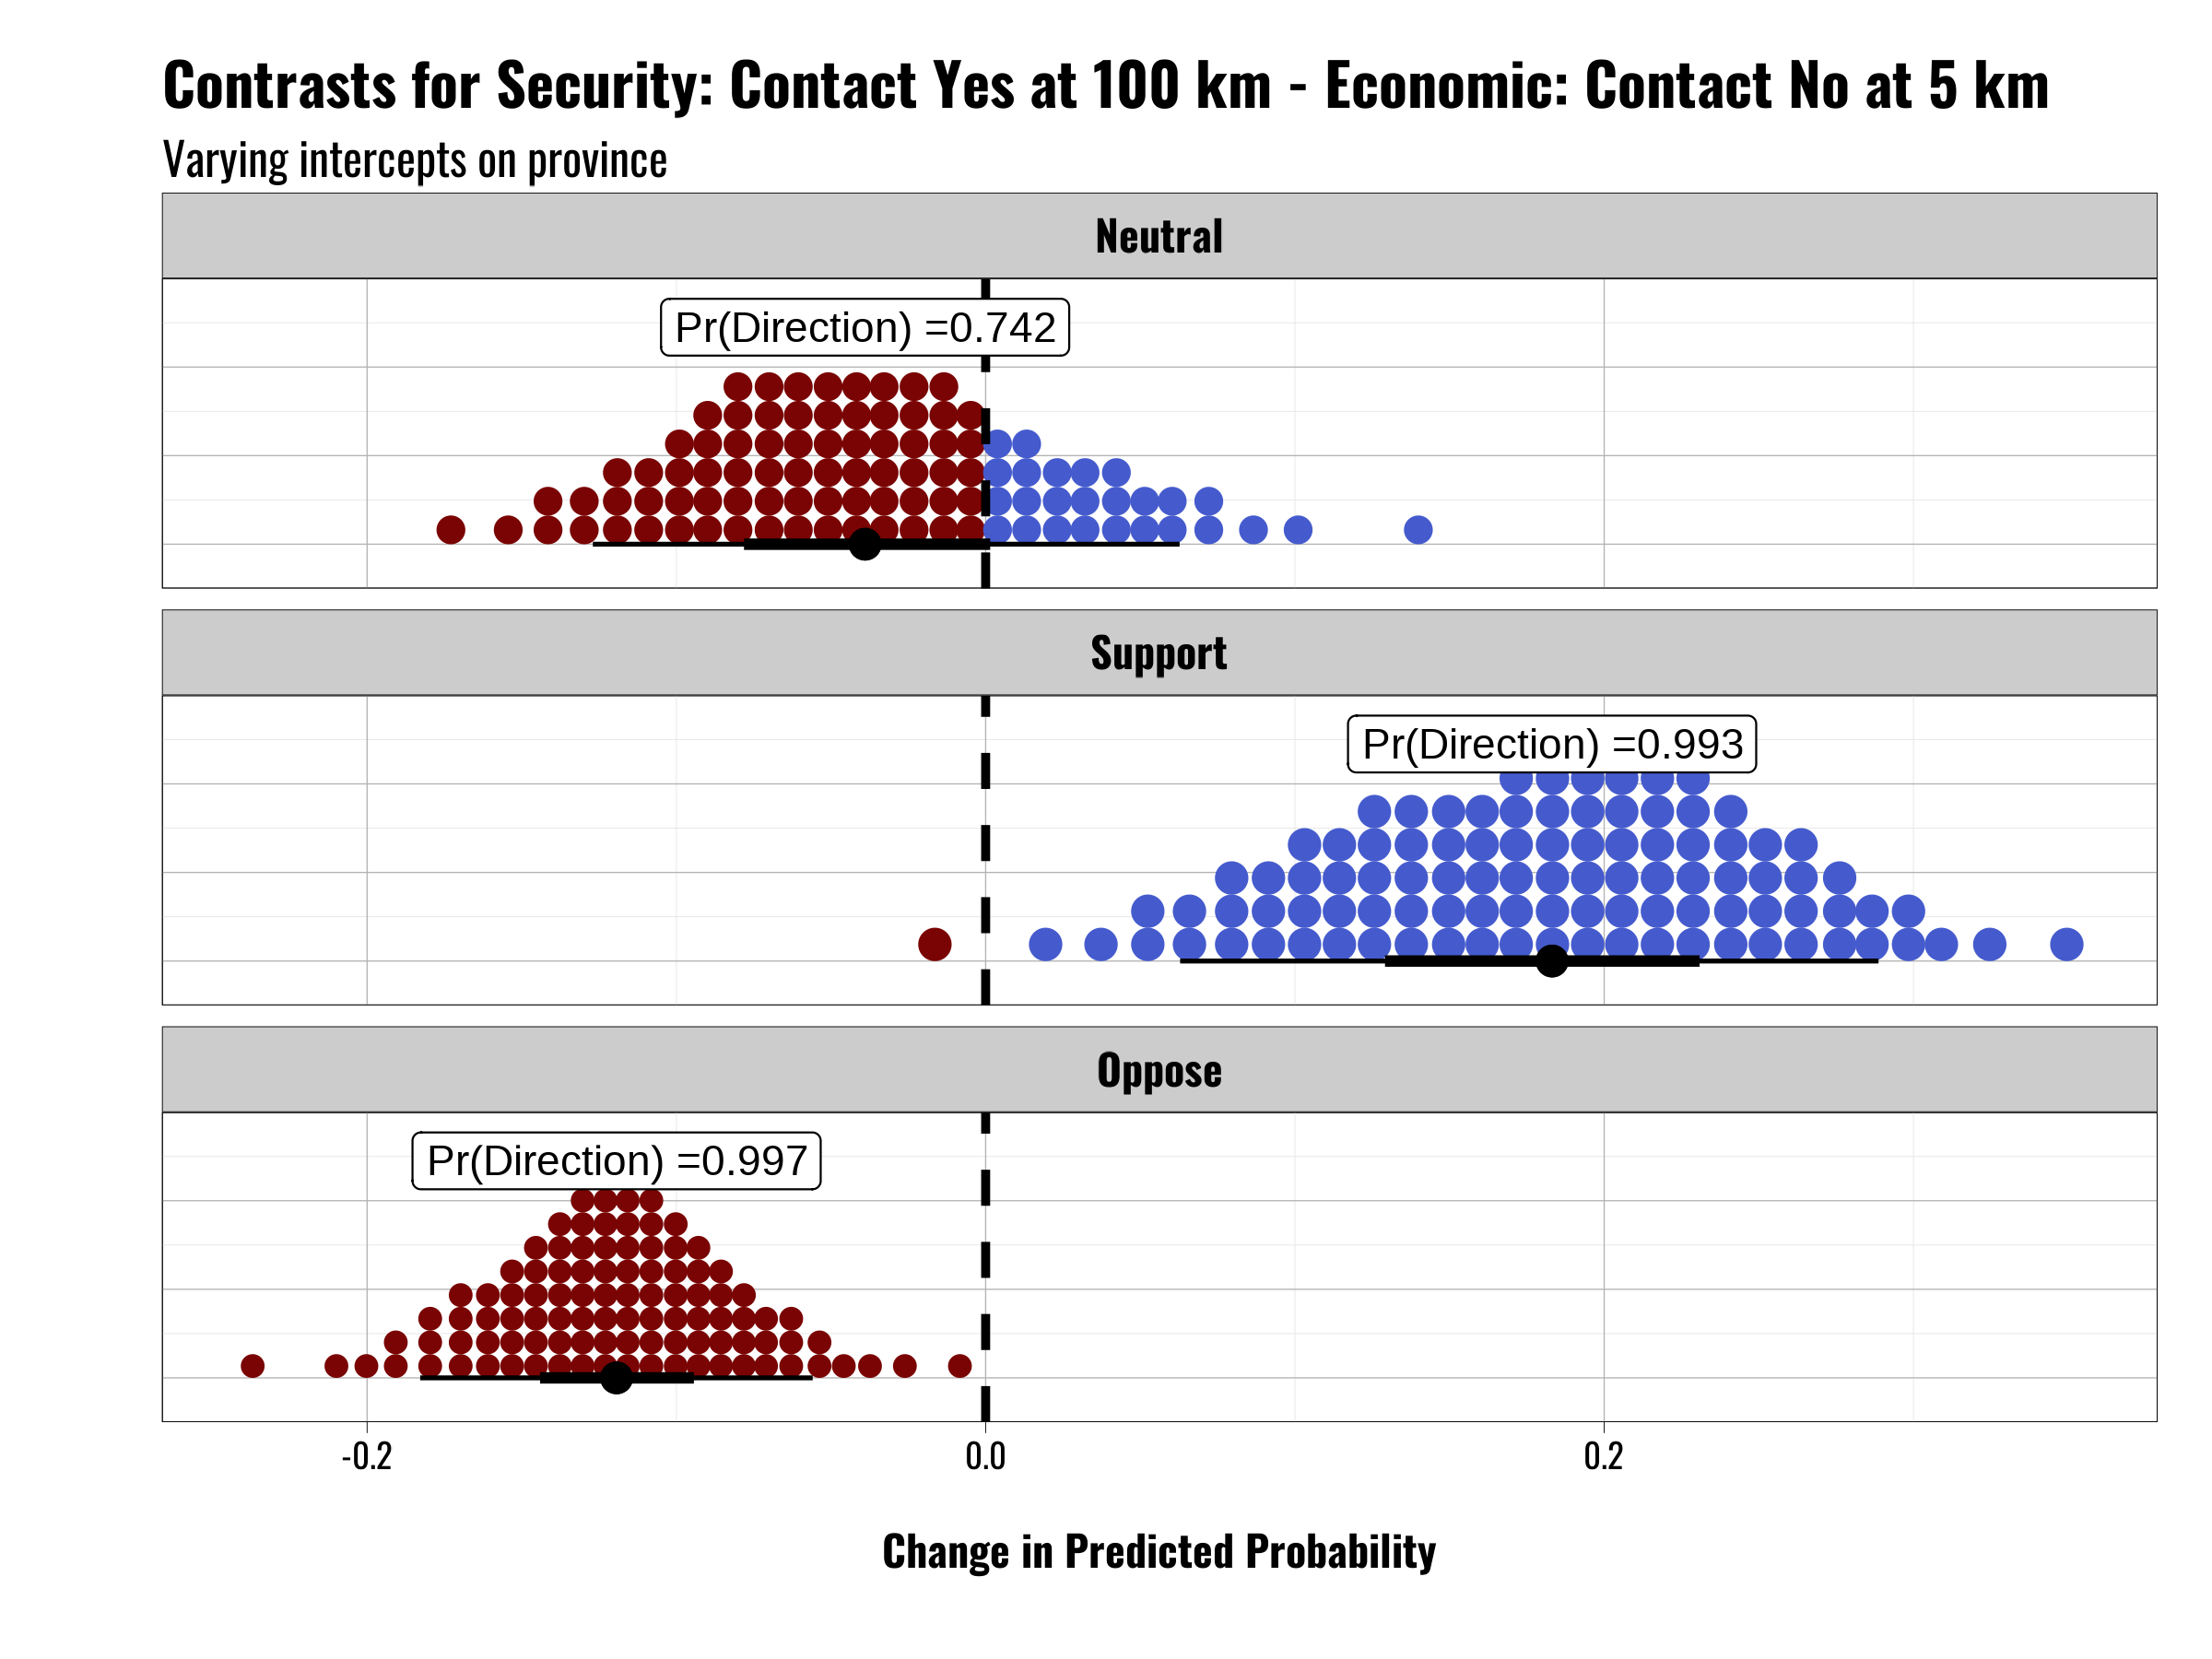 Contrasts for Security: Contact Yes at 100 km - Economic: Contact No at 5 km
Varying intercepts on province
Neutral
Pr(Direction) =0.742
Support
Pr(Direction) =0.993
Oppose
Pr(Direction) =0.997
-0.2
0.0
0.2
Change in Predicted Probability